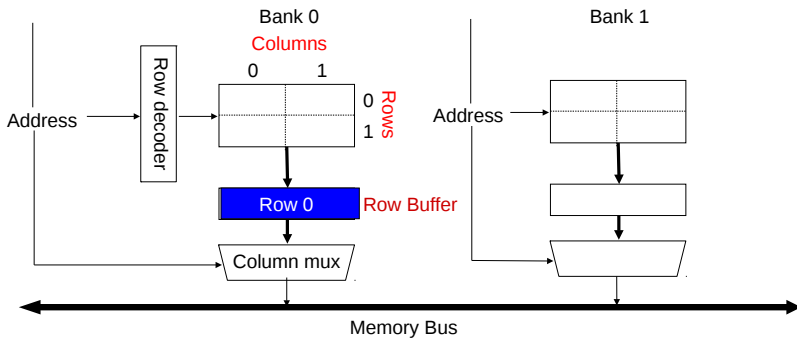 Bank 0
Bank 1
Columns
0 1
Row decoder
0
1
Rows
Address
Address
Row 0
Row Buffer
Column mux
Memory Bus